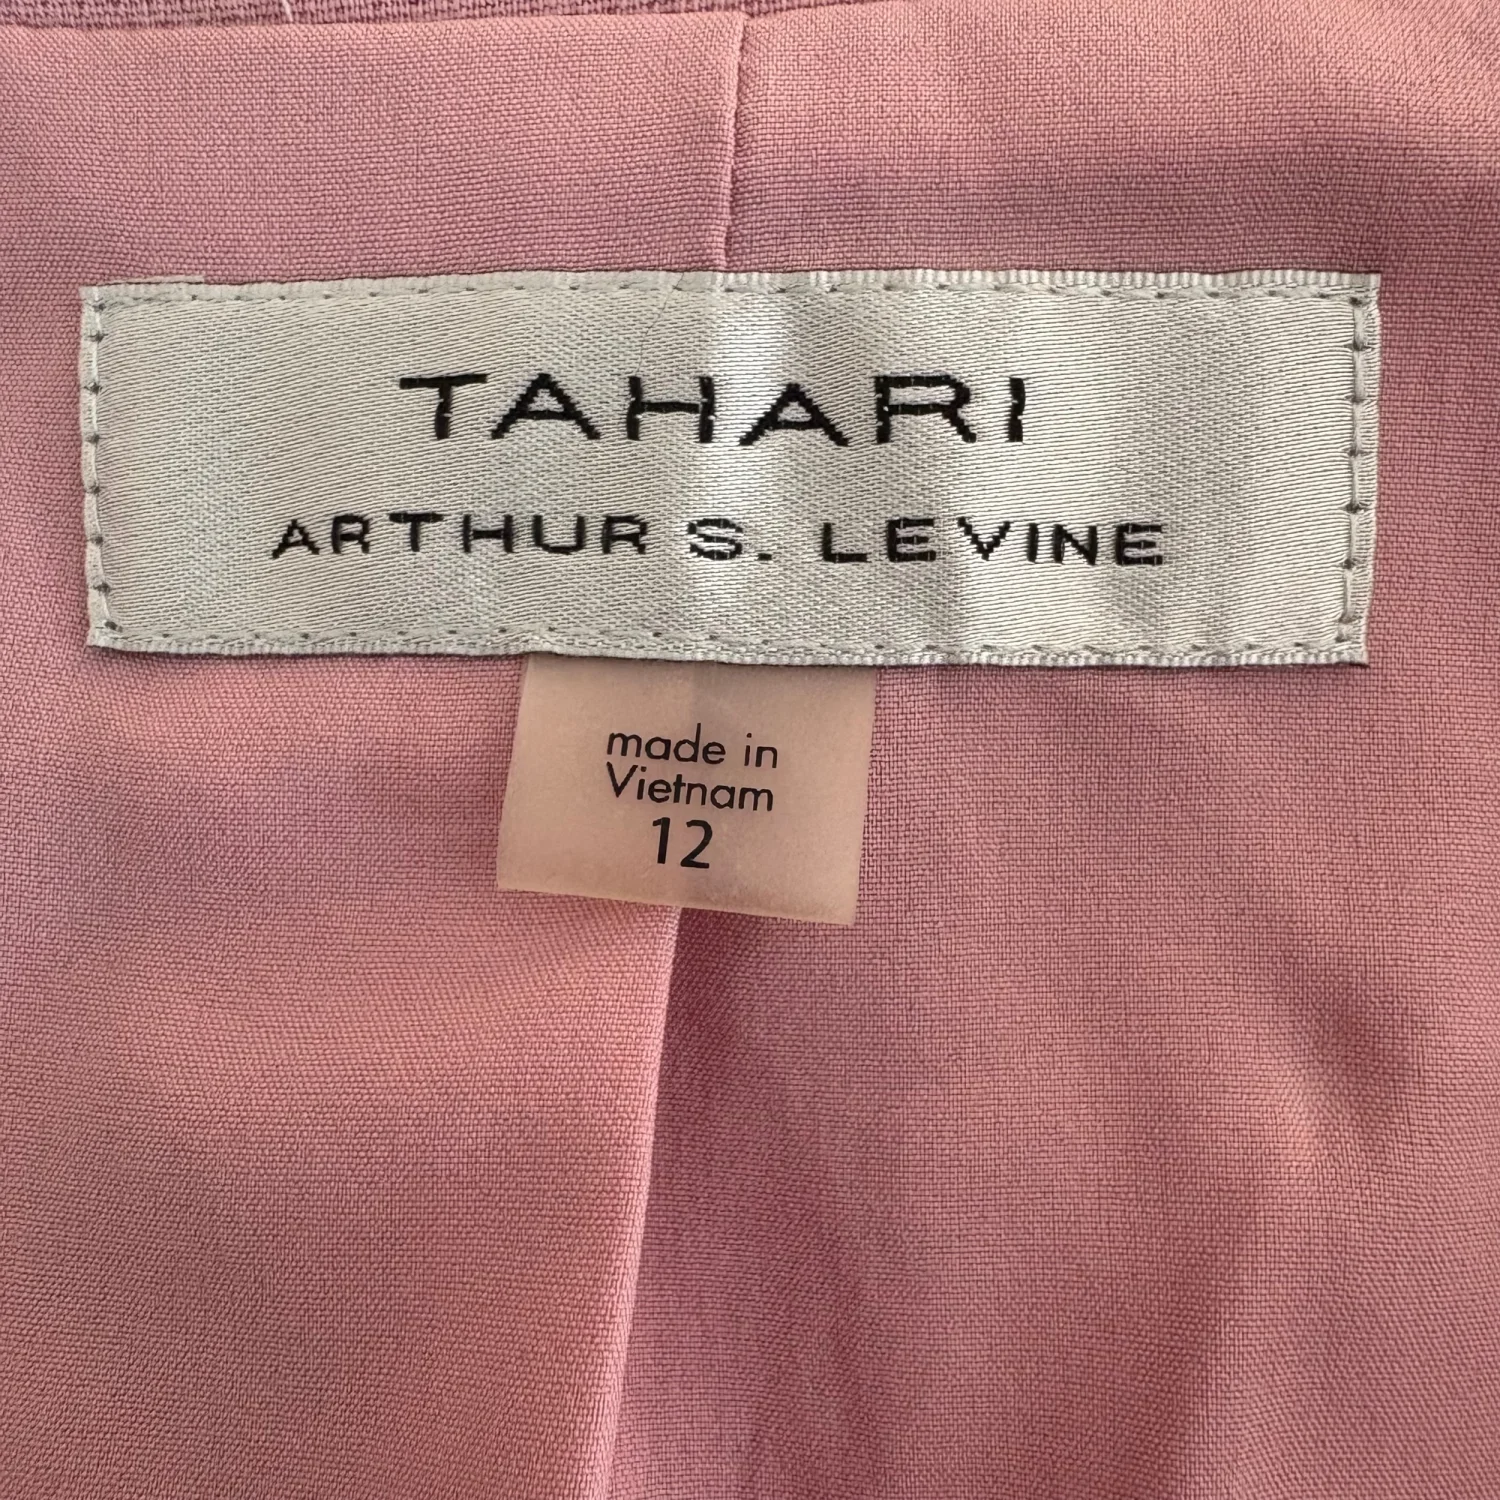 TAHARI
ARTHUR S. LEVINE
made in
Vietnam
12